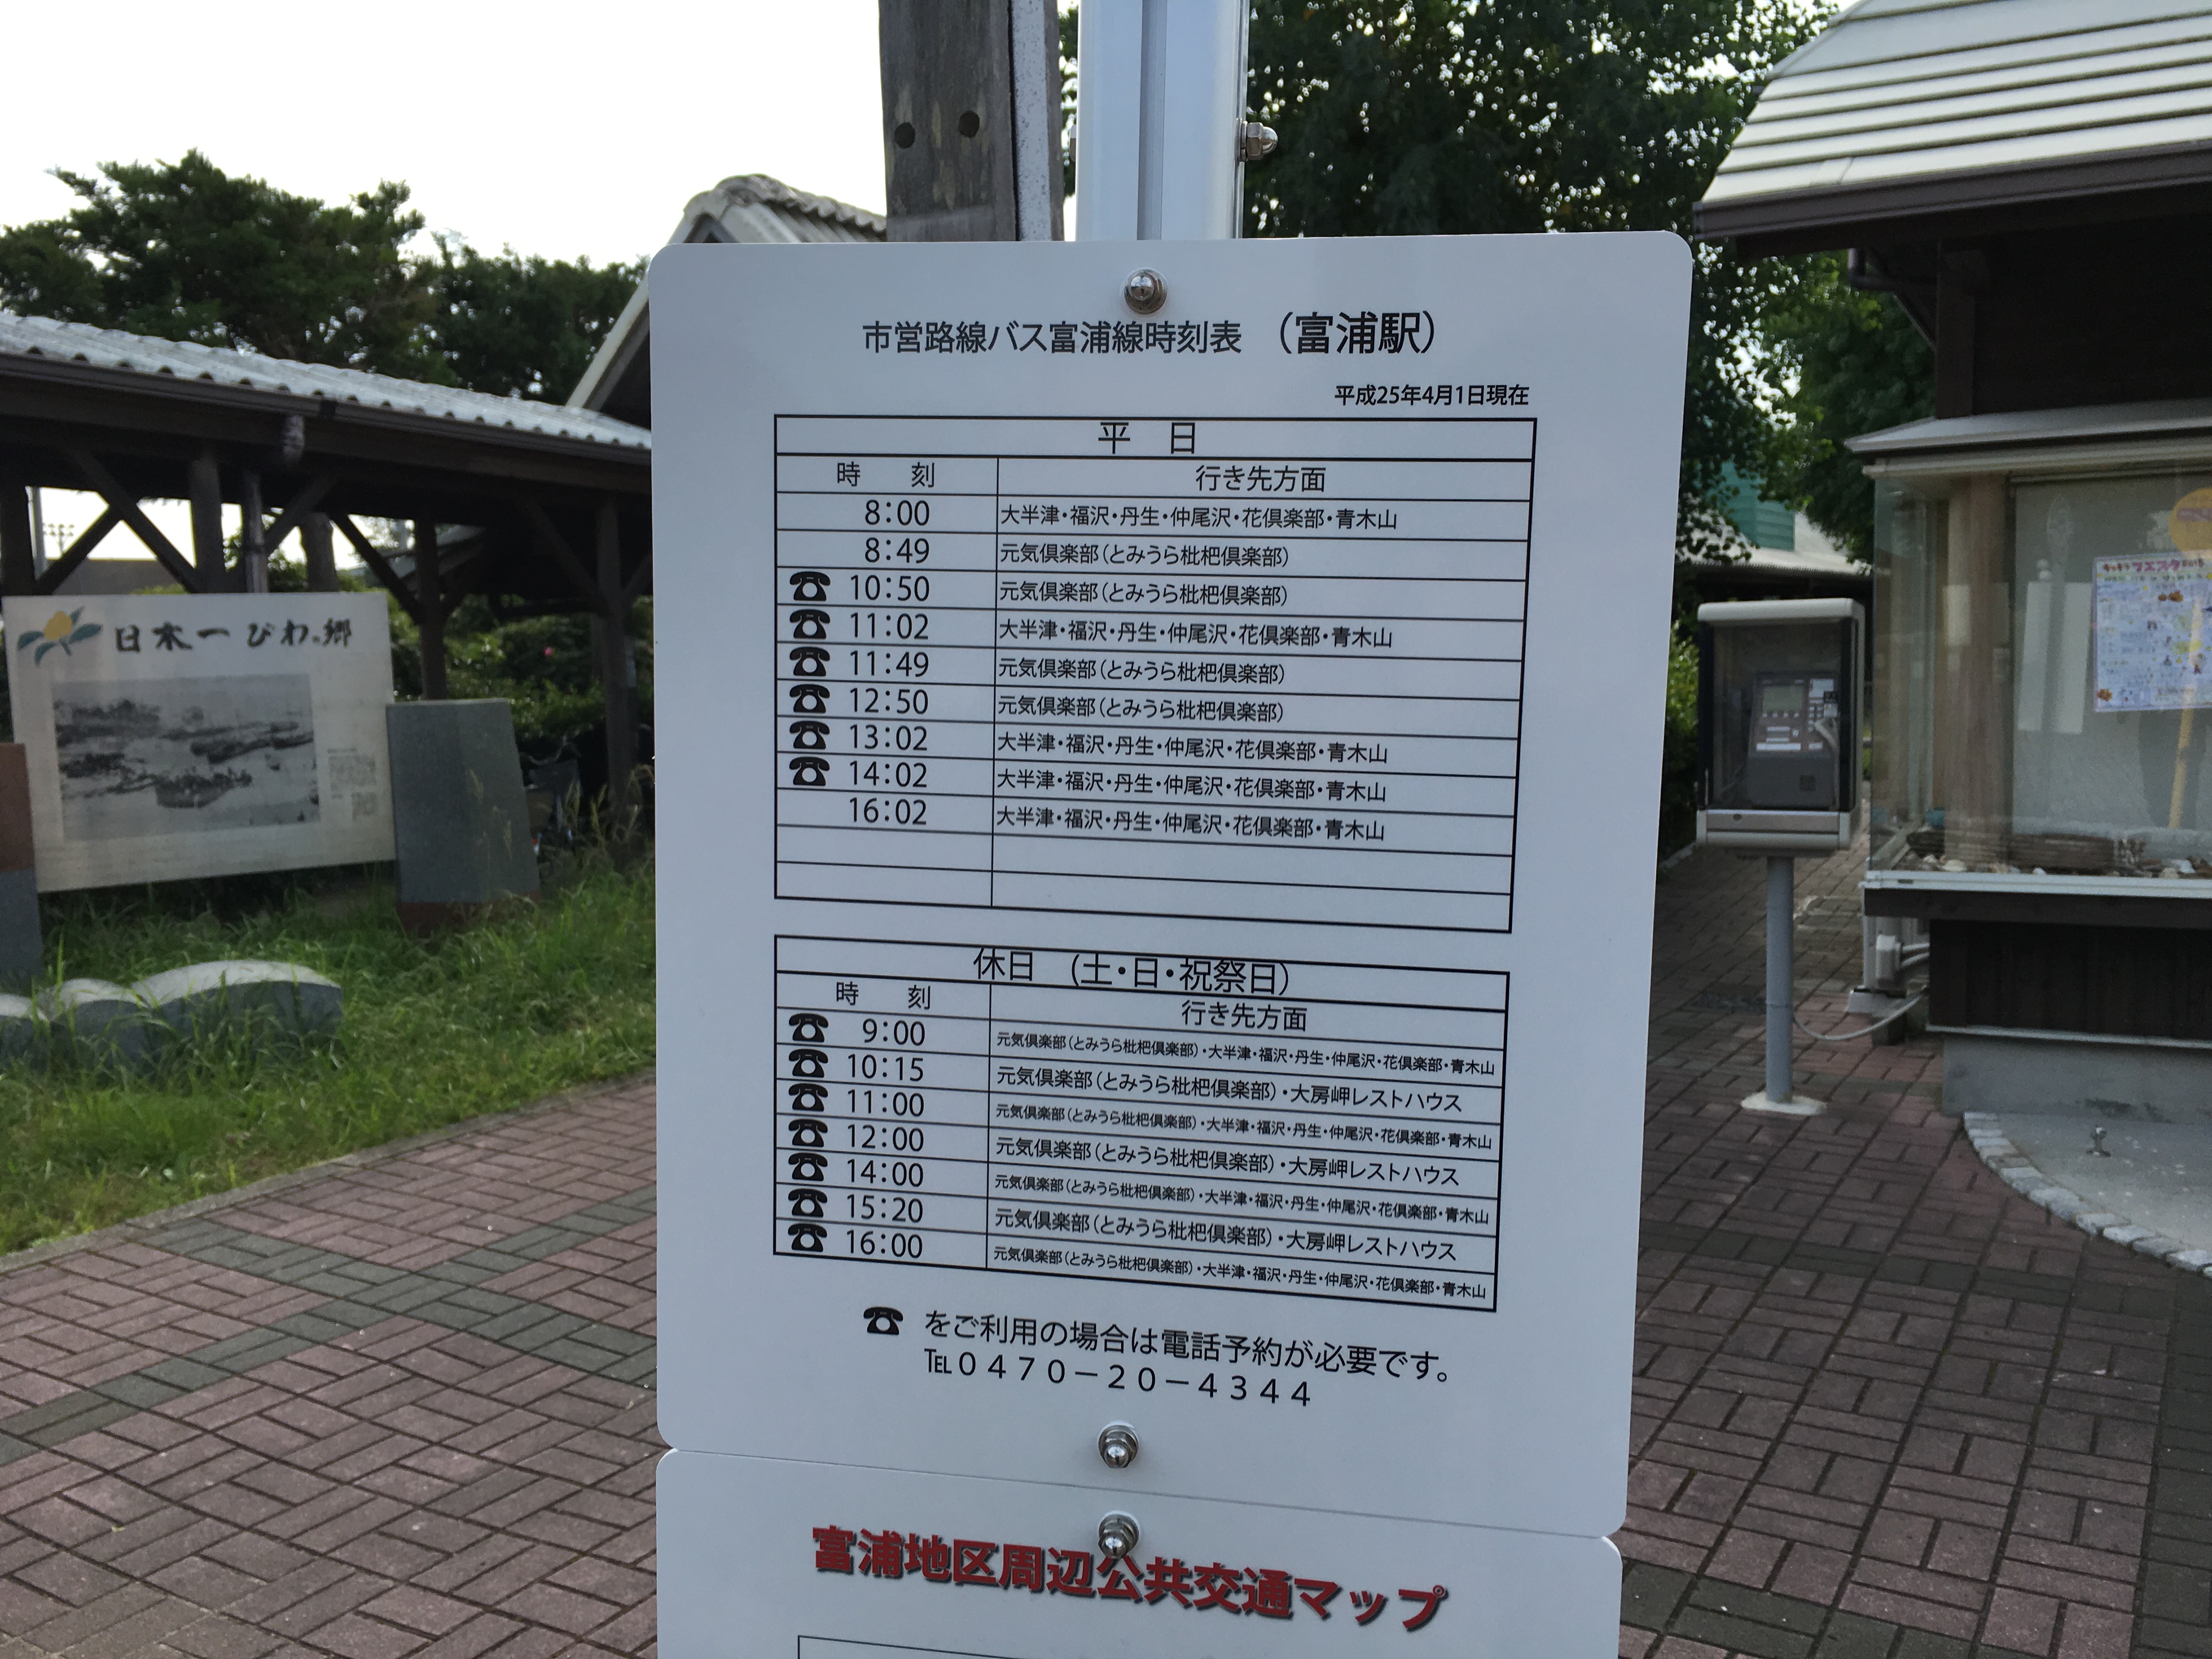 市営路線バス富浦線時刻表 （富浦駅）
平成25年4月1日現在
平 日
時 刻 行き先方面
8：00 大半津・福沢・丹生・仲尾沢・花倶楽部・青木山
8：49 元気倶楽部（とみうら枇杷倶楽部）
☎ 10：50 元気倶楽部（とみうら枇杷倶楽部）
☎ 11：02 大半津・福沢・丹生・仲尾沢・花倶楽部・青木山
☎ 11：49 元気倶楽部（とみうら枇杷倶楽部）
☎ 12：50 元気倶楽部（とみうら枇杷倶楽部）
☎ 13：02 大半津・福沢・丹生・仲尾沢・花倶楽部・青木山
☎ 14：02 大半津・福沢・丹生・仲尾沢・花倶楽部・青木山
16：02 大半津・福沢・丹生・仲尾沢・花倶楽部・青木山
休日 （土・日・祝祭日）
時 刻 行き先方面
☎ 9：00 元気倶楽部（とみうら枇杷倶楽部）・大半津・福沢・丹生・仲尾沢・花倶楽部・青木山
☎ 10：15 元気倶楽部（とみうら枇杷倶楽部）・大房岬レストハウス
☎ 11：00 元気倶楽部（とみうら枇杷倶楽部）・大半津・福沢・丹生・仲尾沢・花倶楽部・青木山
☎ 12：00 元気倶楽部（とみうら枇杷倶楽部）・大房岬レストハウス
☎ 14：00 元気倶楽部（とみうら枇杷倶楽部）・大半津・福沢・丹生・仲尾沢・花倶楽部・青木山
☎ 15：20 元気倶楽部（とみうら枇杷倶楽部）・大房岬レストハウス
☎ 16：00 元気倶楽部（とみうら枇杷倶楽部）・大半津・福沢・丹生・仲尾沢・花倶楽部・青木山
☎ をご利用の場合は電話予約が必要です。
℡０４７０－２０－４３４４
富浦地区周辺公共交通マップ
日本一びわの郷